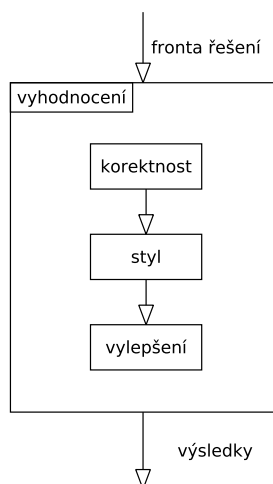 fronta řešení
vyhodnocení
korektnost
styl
vylepšení
výsledky